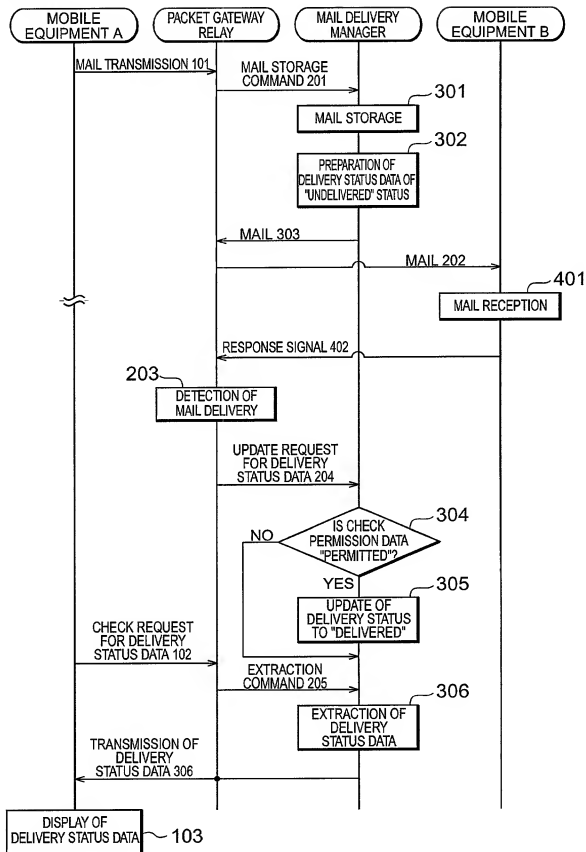 MOBILE
EQUIPMENT A
PACKET GATEWAY
RELAY
MAIL DELIVERY
MANAGER
MOBILE
EQUIPMENT B
MAIL TRANSMISSION 101
MAIL STORAGE
COMMAND 201
301
MAIL STORAGE
302
PREPARATION OF
DELIVERY STATUS DATA OF
"UNDELIVERED" STATUS
MAIL 303
MAIL 202
401
MAIL RECEPTION
RESPONSE SIGNAL 402
203
DETECTION OF
MAIL DELIVERY
UPDATE REQUEST
FOR DELIVERY
STATUS DATA 204
304
IS CHECK
PERMISSION DATA
"PERMITTED"?
NO
YES
305
UPDATE OF
DELIVERY STATUS
TO "DELIVERED"
CHECK REQUEST
FOR DELIVERY
STATUS DATA 102
EXTRACTION
COMMAND 205
306
EXTRACTION OF
DELIVERY
STATUS DATA
TRANSMISSION OF
DELIVERY
STATUS DATA 306
DISPLAY OF
DELIVERY STATUS DATA
103